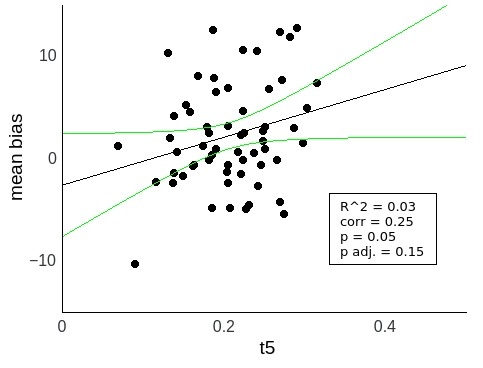 10
0
−10
mean bias
R^2 = 0.03
corr = 0.25
p = 0.05
p adj. = 0.15
0 0.2 0.4
t5